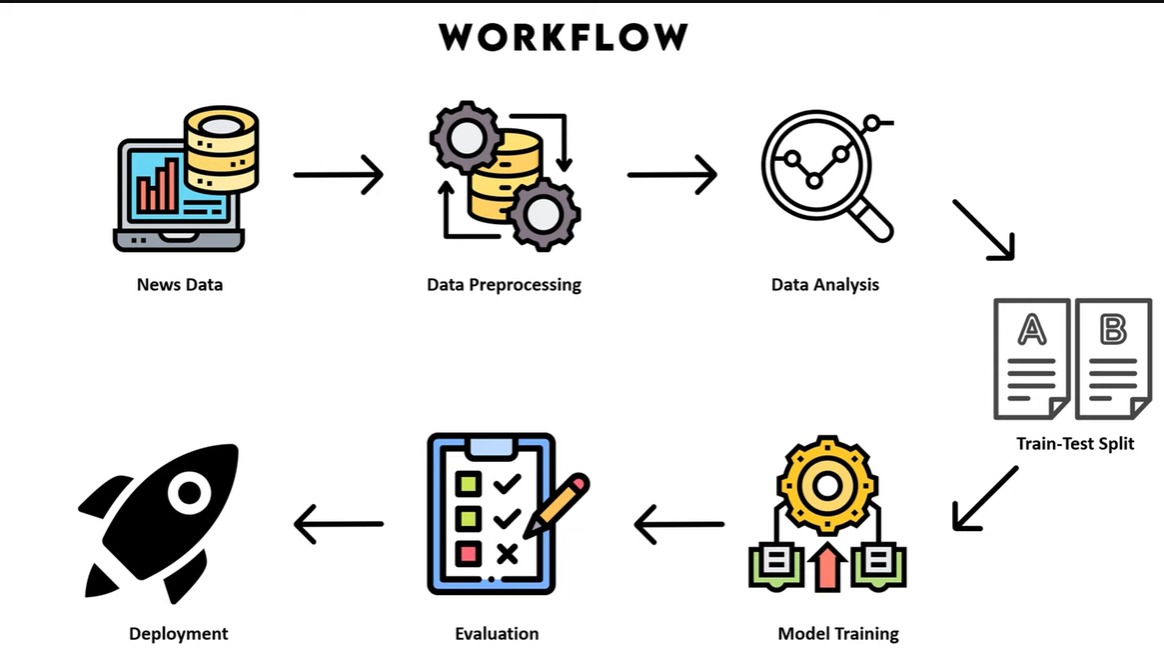 WORKFLOW
News Data
Data Preprocessing
Data Analysis
A B
Train-Test Split
Model Training
Evaluation
Deployment